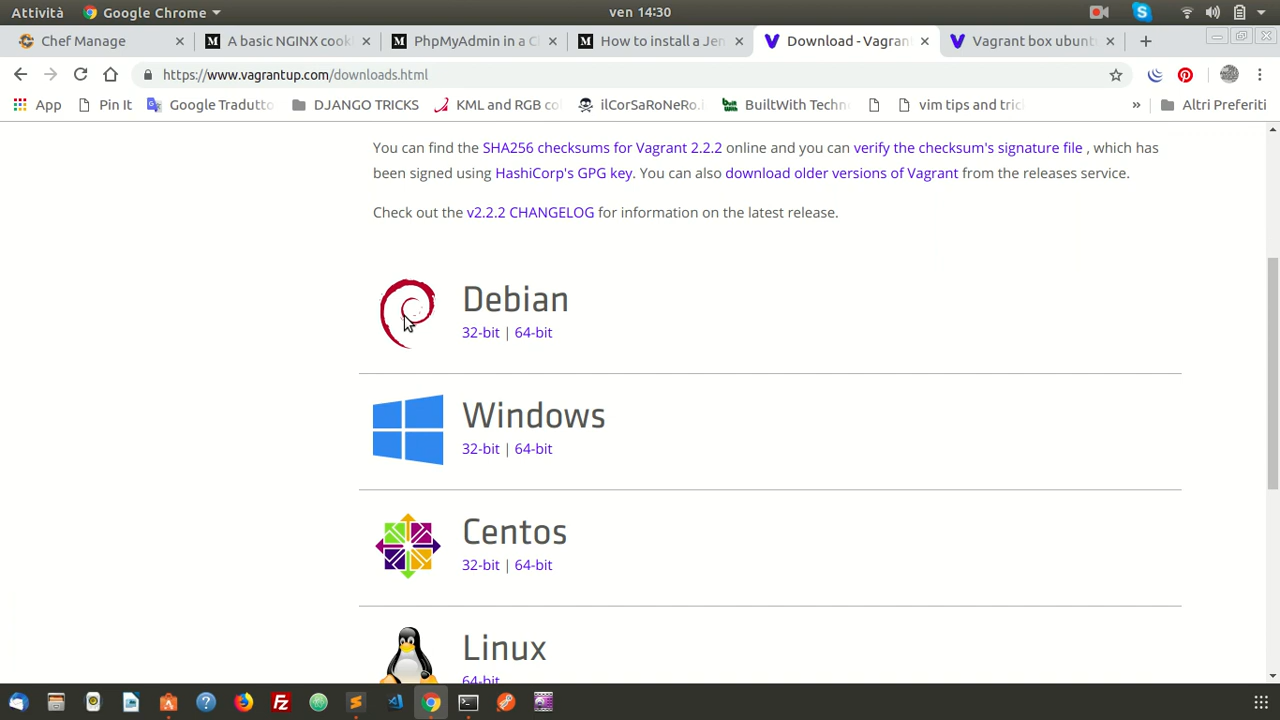 Attività
Google Chrome
ven 14:30
Chef Manage
A basic NGINX cook
PhpMyAdmin in a C
How to install a Jen
Download - Vagran
Vagrant box ubunt
https://www.vagrantup.com/downloads.html
App
Pin It
Google Tradutto
DJANGO TRICKS
KML and RGB co
ilCorSaRoNeRo.
BuiltWith Techn
vim tips and tric
»
Altri Preferiti
You can find the SHA256 checksums for Vagrant 2.2.2 online and you can verify the checksum's signature file , which has
been signed using HashiCorp's GPG key. You can also download older versions of Vagrant from the releases service.
Check out the v2.2.2 CHANGELOG for information on the latest release.
Debian
32-bit | 64-bit
Windows
32-bit | 64-bit
Centos
32-bit | 64-bit
Linux
64-bit